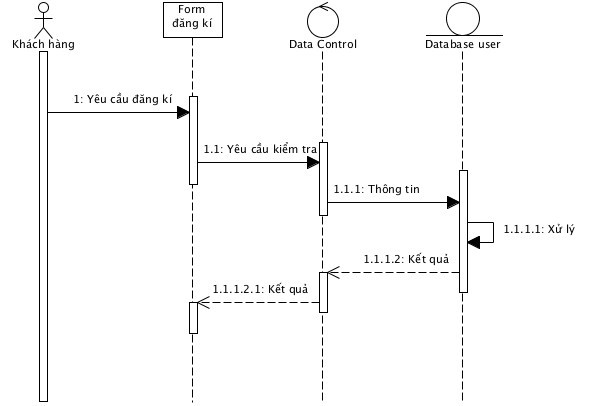 Form
đăng kí
Khách hàng
Data Control
Database user
1: Yêu cầu đăng kí
1.1: Yêu cầu kiểm tra
1.1.1: Thông tin
1.1.1.1: Xử lý
1.1.1.2: Kết quả
1.1.1.2.1: Kết quả